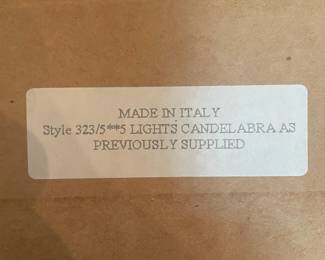 MADE IN ITALY
Style 323/5**5 LIGHTS CANDELABRA AS
PREVIOUSLY SUPPLIED